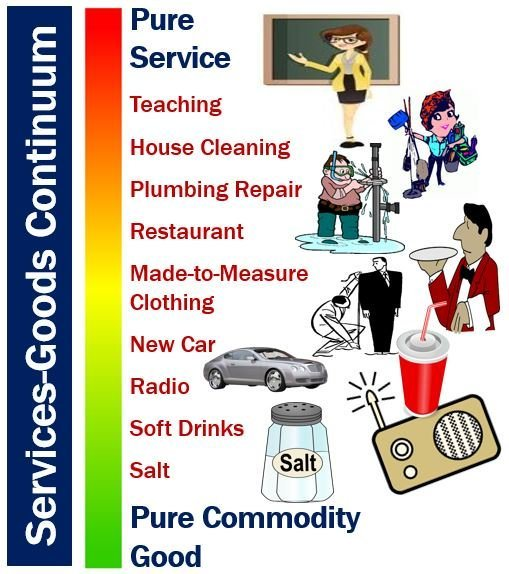 Services-Goods Continuum
Pure
Service
Teaching
House Cleaning
Plumbing Repair
Restaurant
Made-to-Measure
Clothing
New Car
Radio
Soft Drinks
Salt
Salt
Pure Commodity
Good